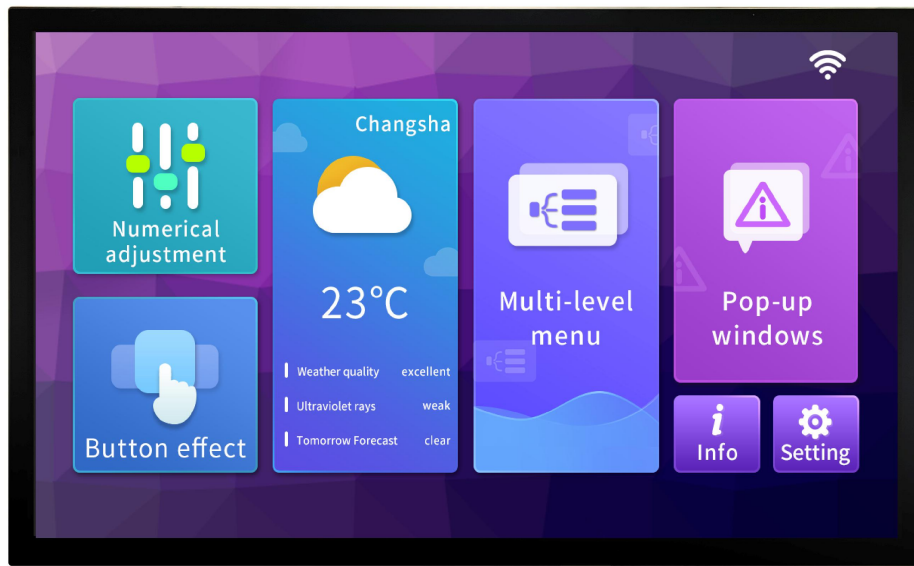 Numerical
adjustment
Button effect
Changsha
23°C
Weather quality excellent
Ultraviolet rays weak
Tomorrow Forecast clear
Multi-level
menu
Pop-up
windows
i
Info
Setting